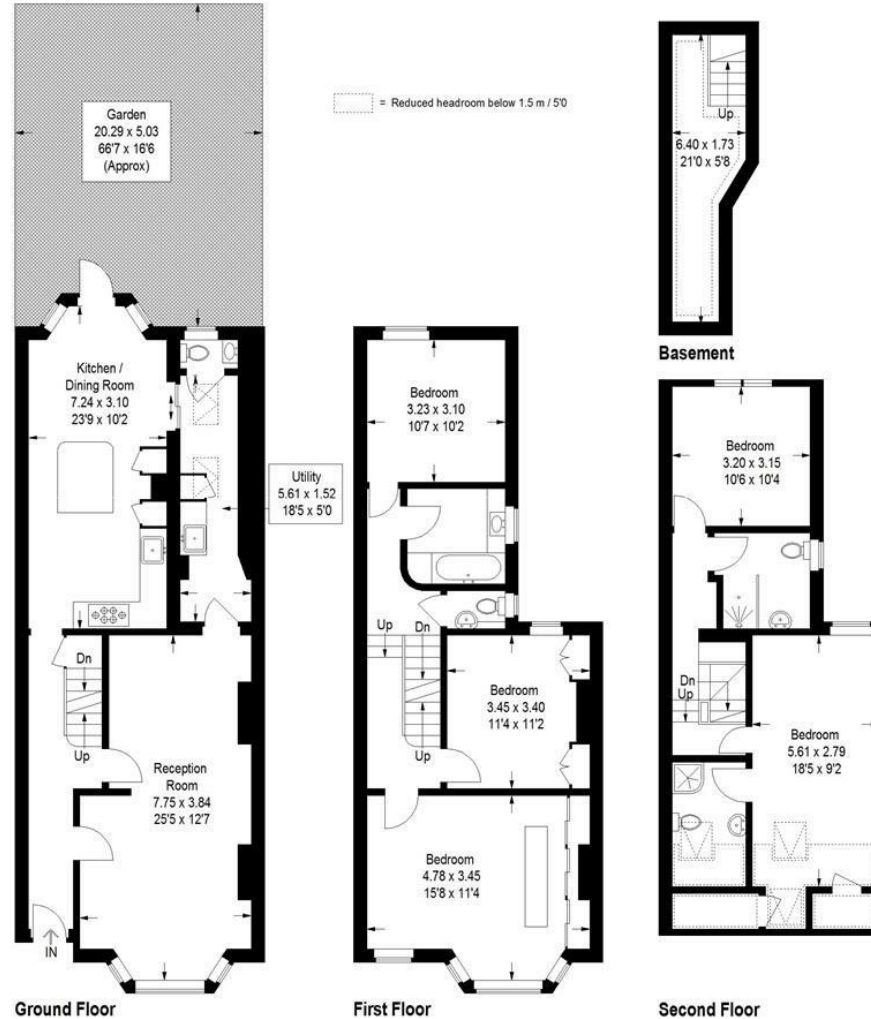 Garden
20.29 x 5.03
66'7 x 16'6
(Approx)
= Reduced headroom below 1.5 m / 5'0
Up
6.40 x 1.73
21'0 x 5'8
Basement
Kitchen /
Dining Room
7.24 x 3.10
23'9 x 10'2
Utility
5.61 x 1.52
18'5 x 5'0
Dn
Up
Reception
Room
7.75 x 3.84
25'5 x 12'7
IN
Ground Floor
Bedroom
3.23 x 3.10
10'7 x 10'2
Up
Dn
Bedroom
3.45 x 3.40
11'4 x 11'2
Up
Bedroom
4.78 x 3.45
15'8 x 11'4
First Floor
Bedroom
3.20 x 3.15
10'6 x 10'4
Dn
Up
Bedroom
5.61 x 2.79
18'5 x 9'2
Second Floor